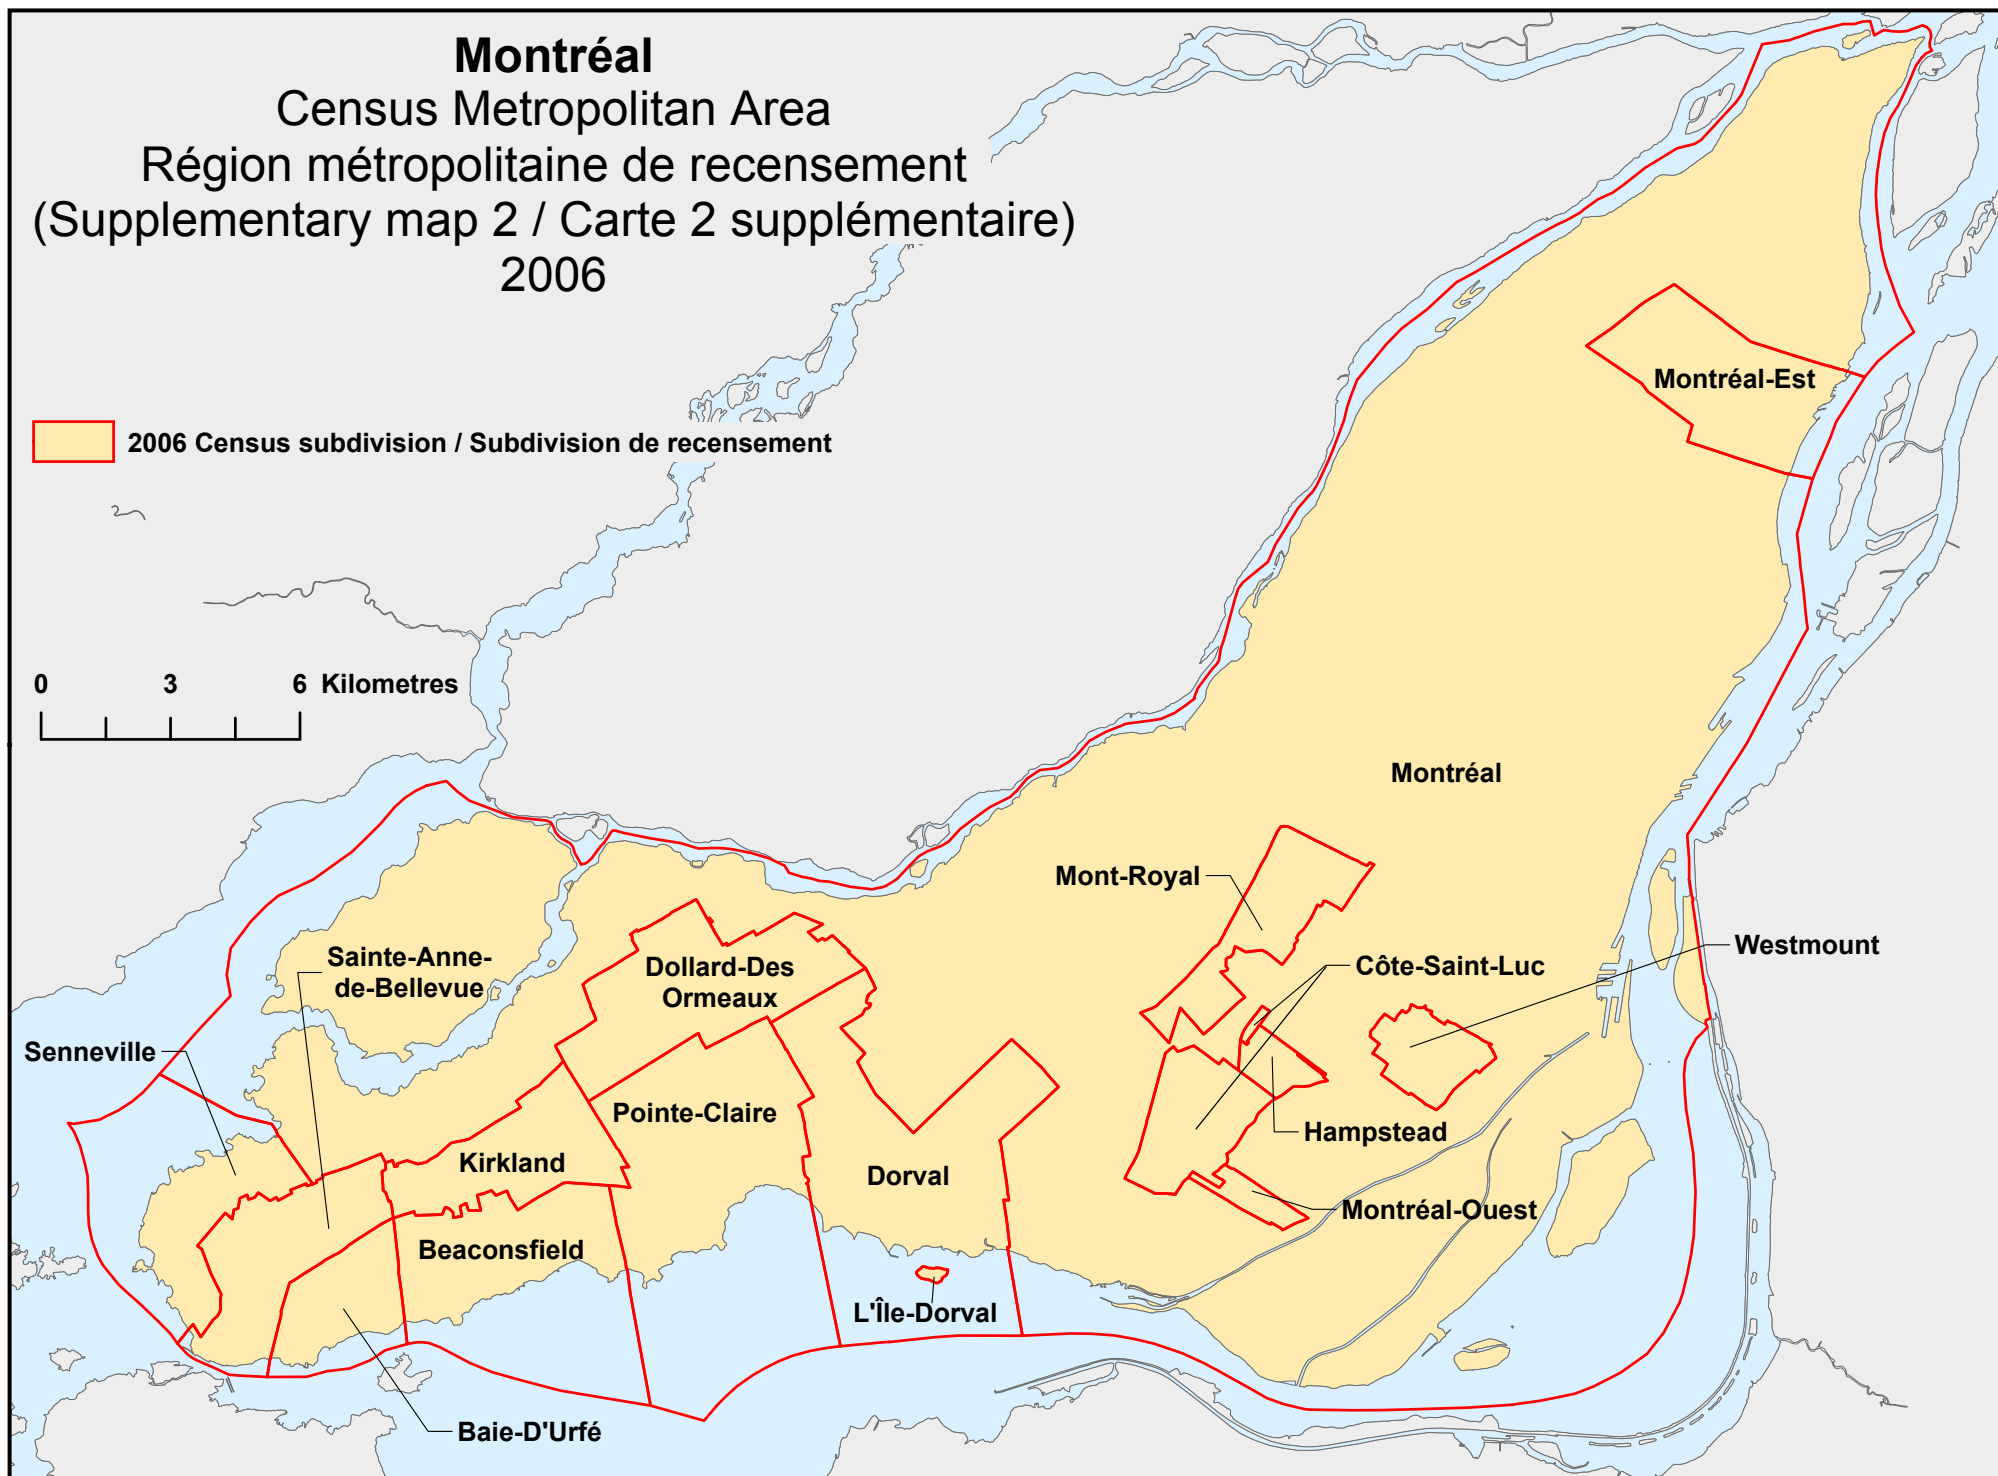 Montréal
Census Metropolitan Area
Région métropolitaine de recensement
(Supplementary map 2 / Carte 2 supplémentaire)
2006
Montréal-Est
2006 Census subdivision / Subdivision de recensement
0 3 6 Kilometres
Montréal
Mont-Royal
Westmount
Sainte-Anne-
de-Bellevue
Dollard-Des
Ormeaux
Côte-Saint-Luc
Senneville
Pointe-Claire
Hampstead
Kirkland
Dorval
Montréal-Ouest
Beaconsfield
L'Île-Dorval
Baie-D'Urfé